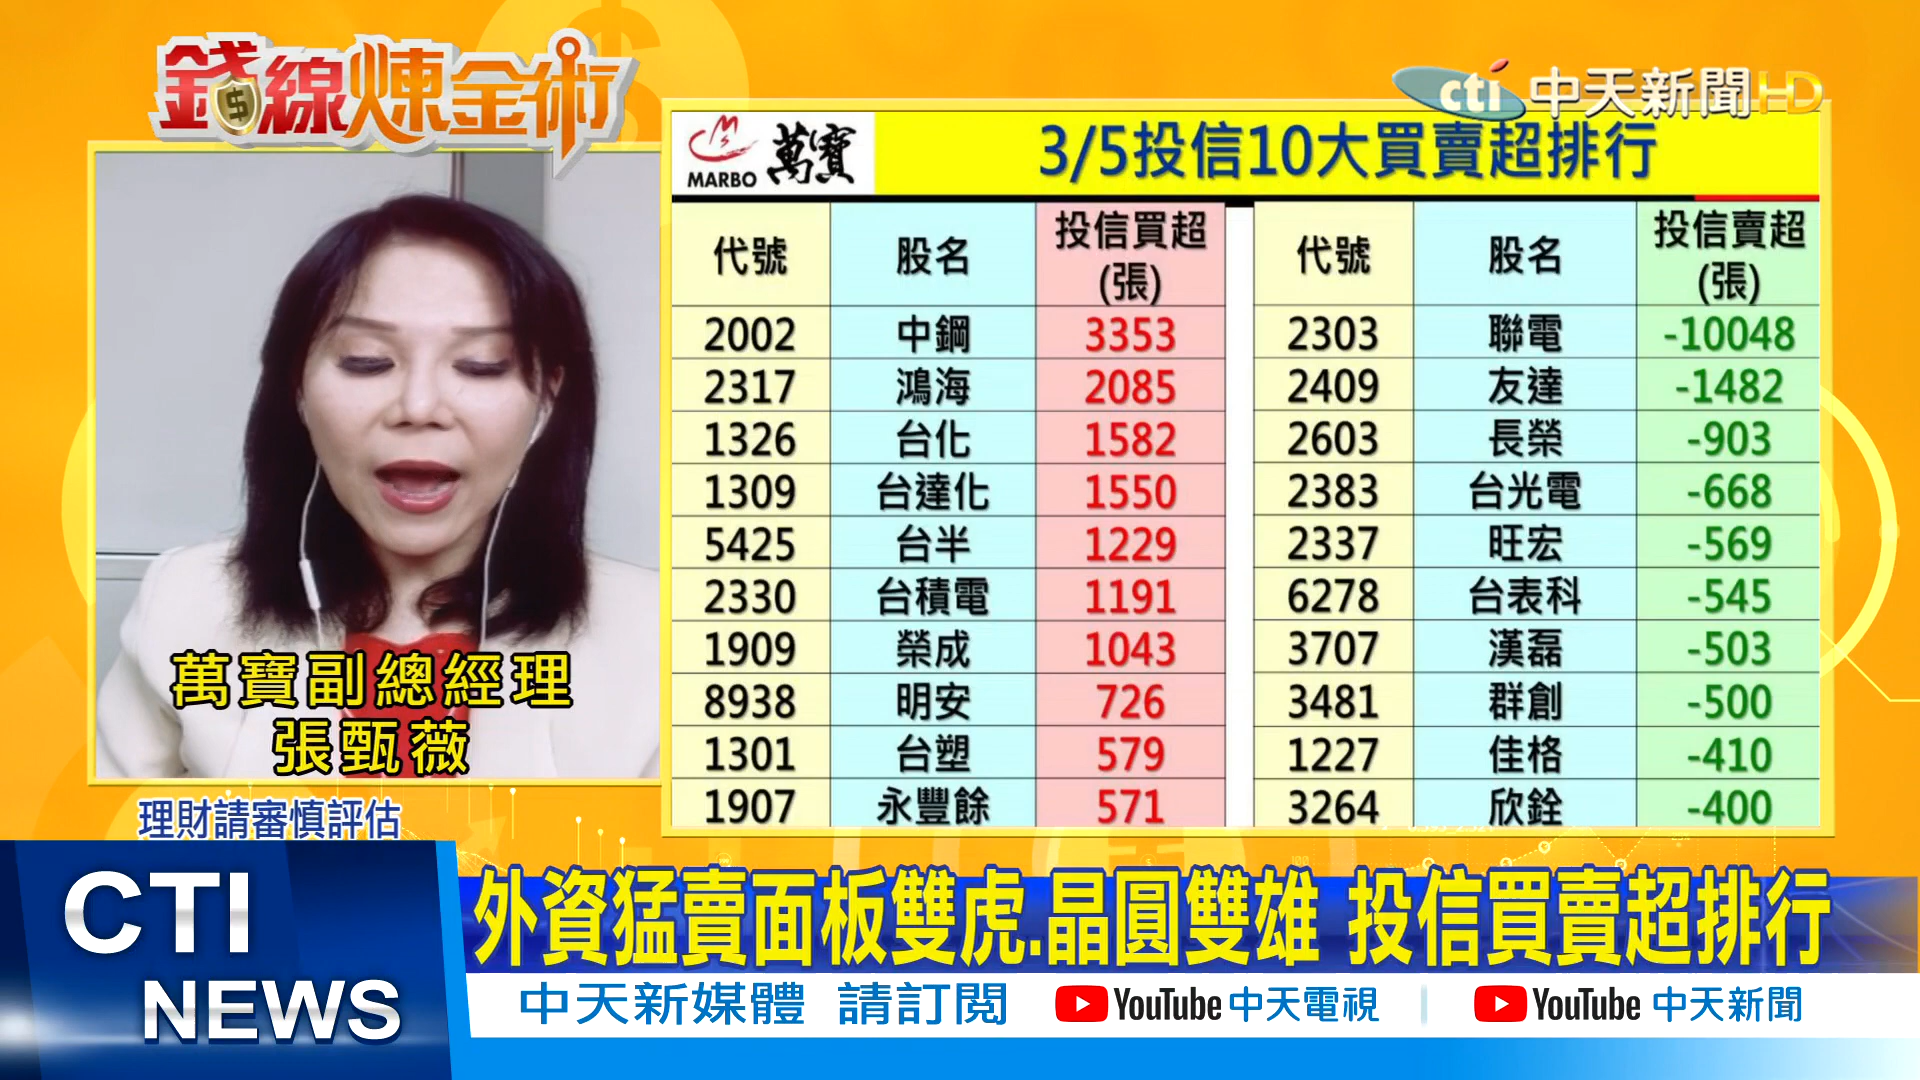 錢線煉金術
cti 中天新聞HD
MARBO 萬寶
3/5投信10大買賣超排行
代號 股名 投信買超(張) 代號 股名 投信賣超(張)
2002 中鋼 3353 2303 聯電 -10048
2317 鴻海 2085 2409 友達 -1482
1326 台化 1582 2603 長榮 -903
1309 台達化 1550 2383 台光電 -668
5425 台半 1229 2337 旺宏 -569
2330 台積電 1191 6278 台表科 -545
1909 榮成 1043 3707 漢磊 -503
8938 明安 726 3481 群創 -500
1301 台塑 579 1227 佳格 -410
1907 永豐餘 571 3264 欣銓 -400
萬寶副總經理
張甄薇
理財請審慎評估
CTI
NEWS
外資猛賣面板雙虎.晶圓雙雄 投信買賣超排行
中天新媒體 請訂閱 YouTube 中天電視 | YouTube 中天新聞